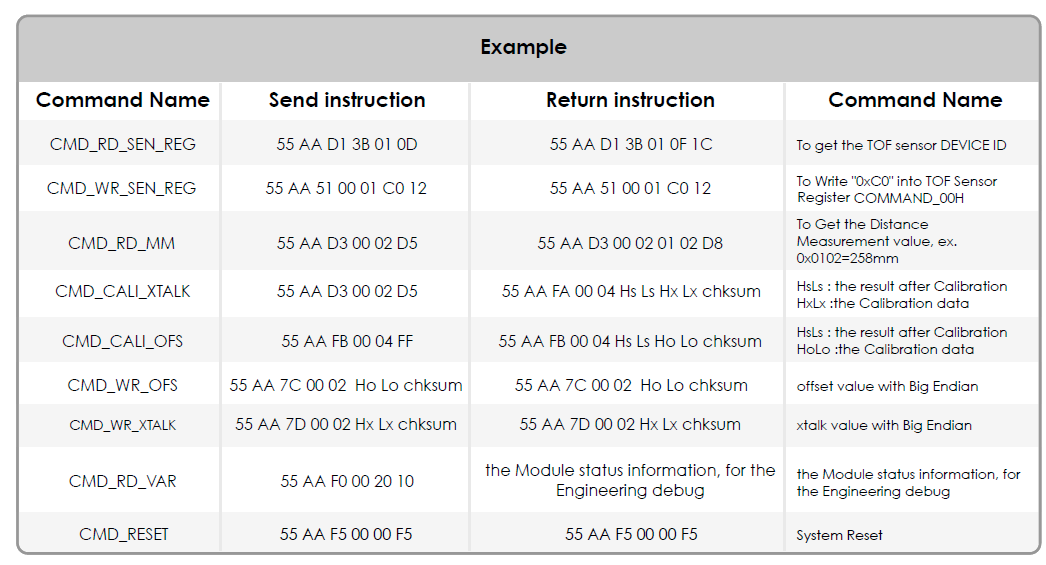 Example
Command Name Send instruction Return instruction Command Name
CMD_RD_SEN_REG 55 AA D1 3B 01 0D 55 AA D1 3B 01 0F 1C To get the TOF sensor DEVICE ID
CMD_WR_SEN_REG 55 AA 51 00 01 C0 12 55 AA 51 00 01 C0 12 To Write "0xC0" into TOF Sensor
Register COMMAND_00H
CMD_RD_MM 55 AA D3 00 02 D5 55 AA D3 00 02 01 02 D8 To Get the Distance
Measurement value, ex.
0x0102=258mm
CMD_CALI_XTALK 55 AA D3 00 02 D5 55 AA FA 00 04 Hs Ls Hx Lx chksum HsLs : the result after Calibration
HxLx :the Calibration data
CMD_CALI_OFS 55 AA FB 00 04 FF 55 AA FB 00 04 Hs Ls Ho Lo chksum HsLs : the result after Calibration
HoLo :the Calibration data
CMD_WR_OFS 55 AA 7C 00 02 Ho Lo chksum 55 AA 7C 00 02 Ho Lo chksum offset value with Big Endian
CMD_WR_XTALK 55 AA 7D 00 02 Hx Lx chksum 55 AA 7D 00 02 Hx Lx chksum xtalk value with Big Endian
CMD_RD_VAR 55 AA F0 00 20 10 the Module status information, for the
Engineering debug the Module status information, for
the Engineering debug
CMD_RESET 55 AA F5 00 00 F5 55 AA F5 00 00 F5 System Reset